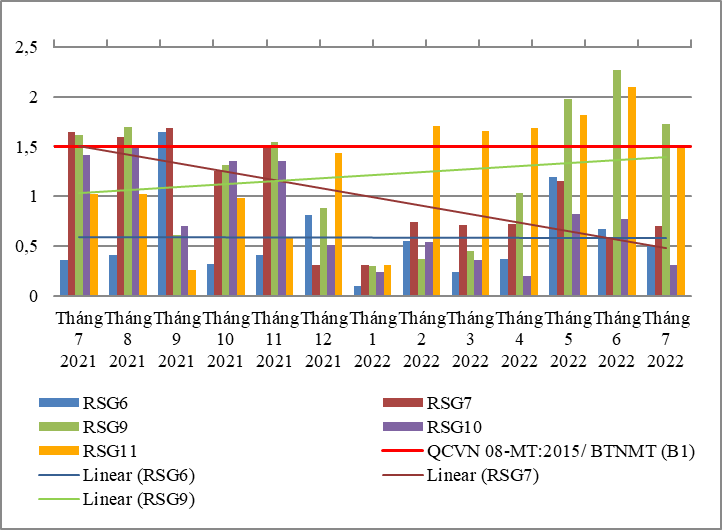 2,5
2
1,5
1
0,5
0
Tháng Tháng Tháng Tháng Tháng Tháng Tháng Tháng Tháng Tháng Tháng Tháng Tháng
7 8 9 10 11 12 1 2 3 4 5 6 7
2021 2021 2021 2021 2021 2021 2022 2022 2022 2022 2022 2022 2022
RSG6 RSG7
RSG9 RSG10
RSG11 QCVN 08-MT:2015/ BTNMT (B1)
Linear (RSG6) Linear (RSG7)
Linear (RSG9)